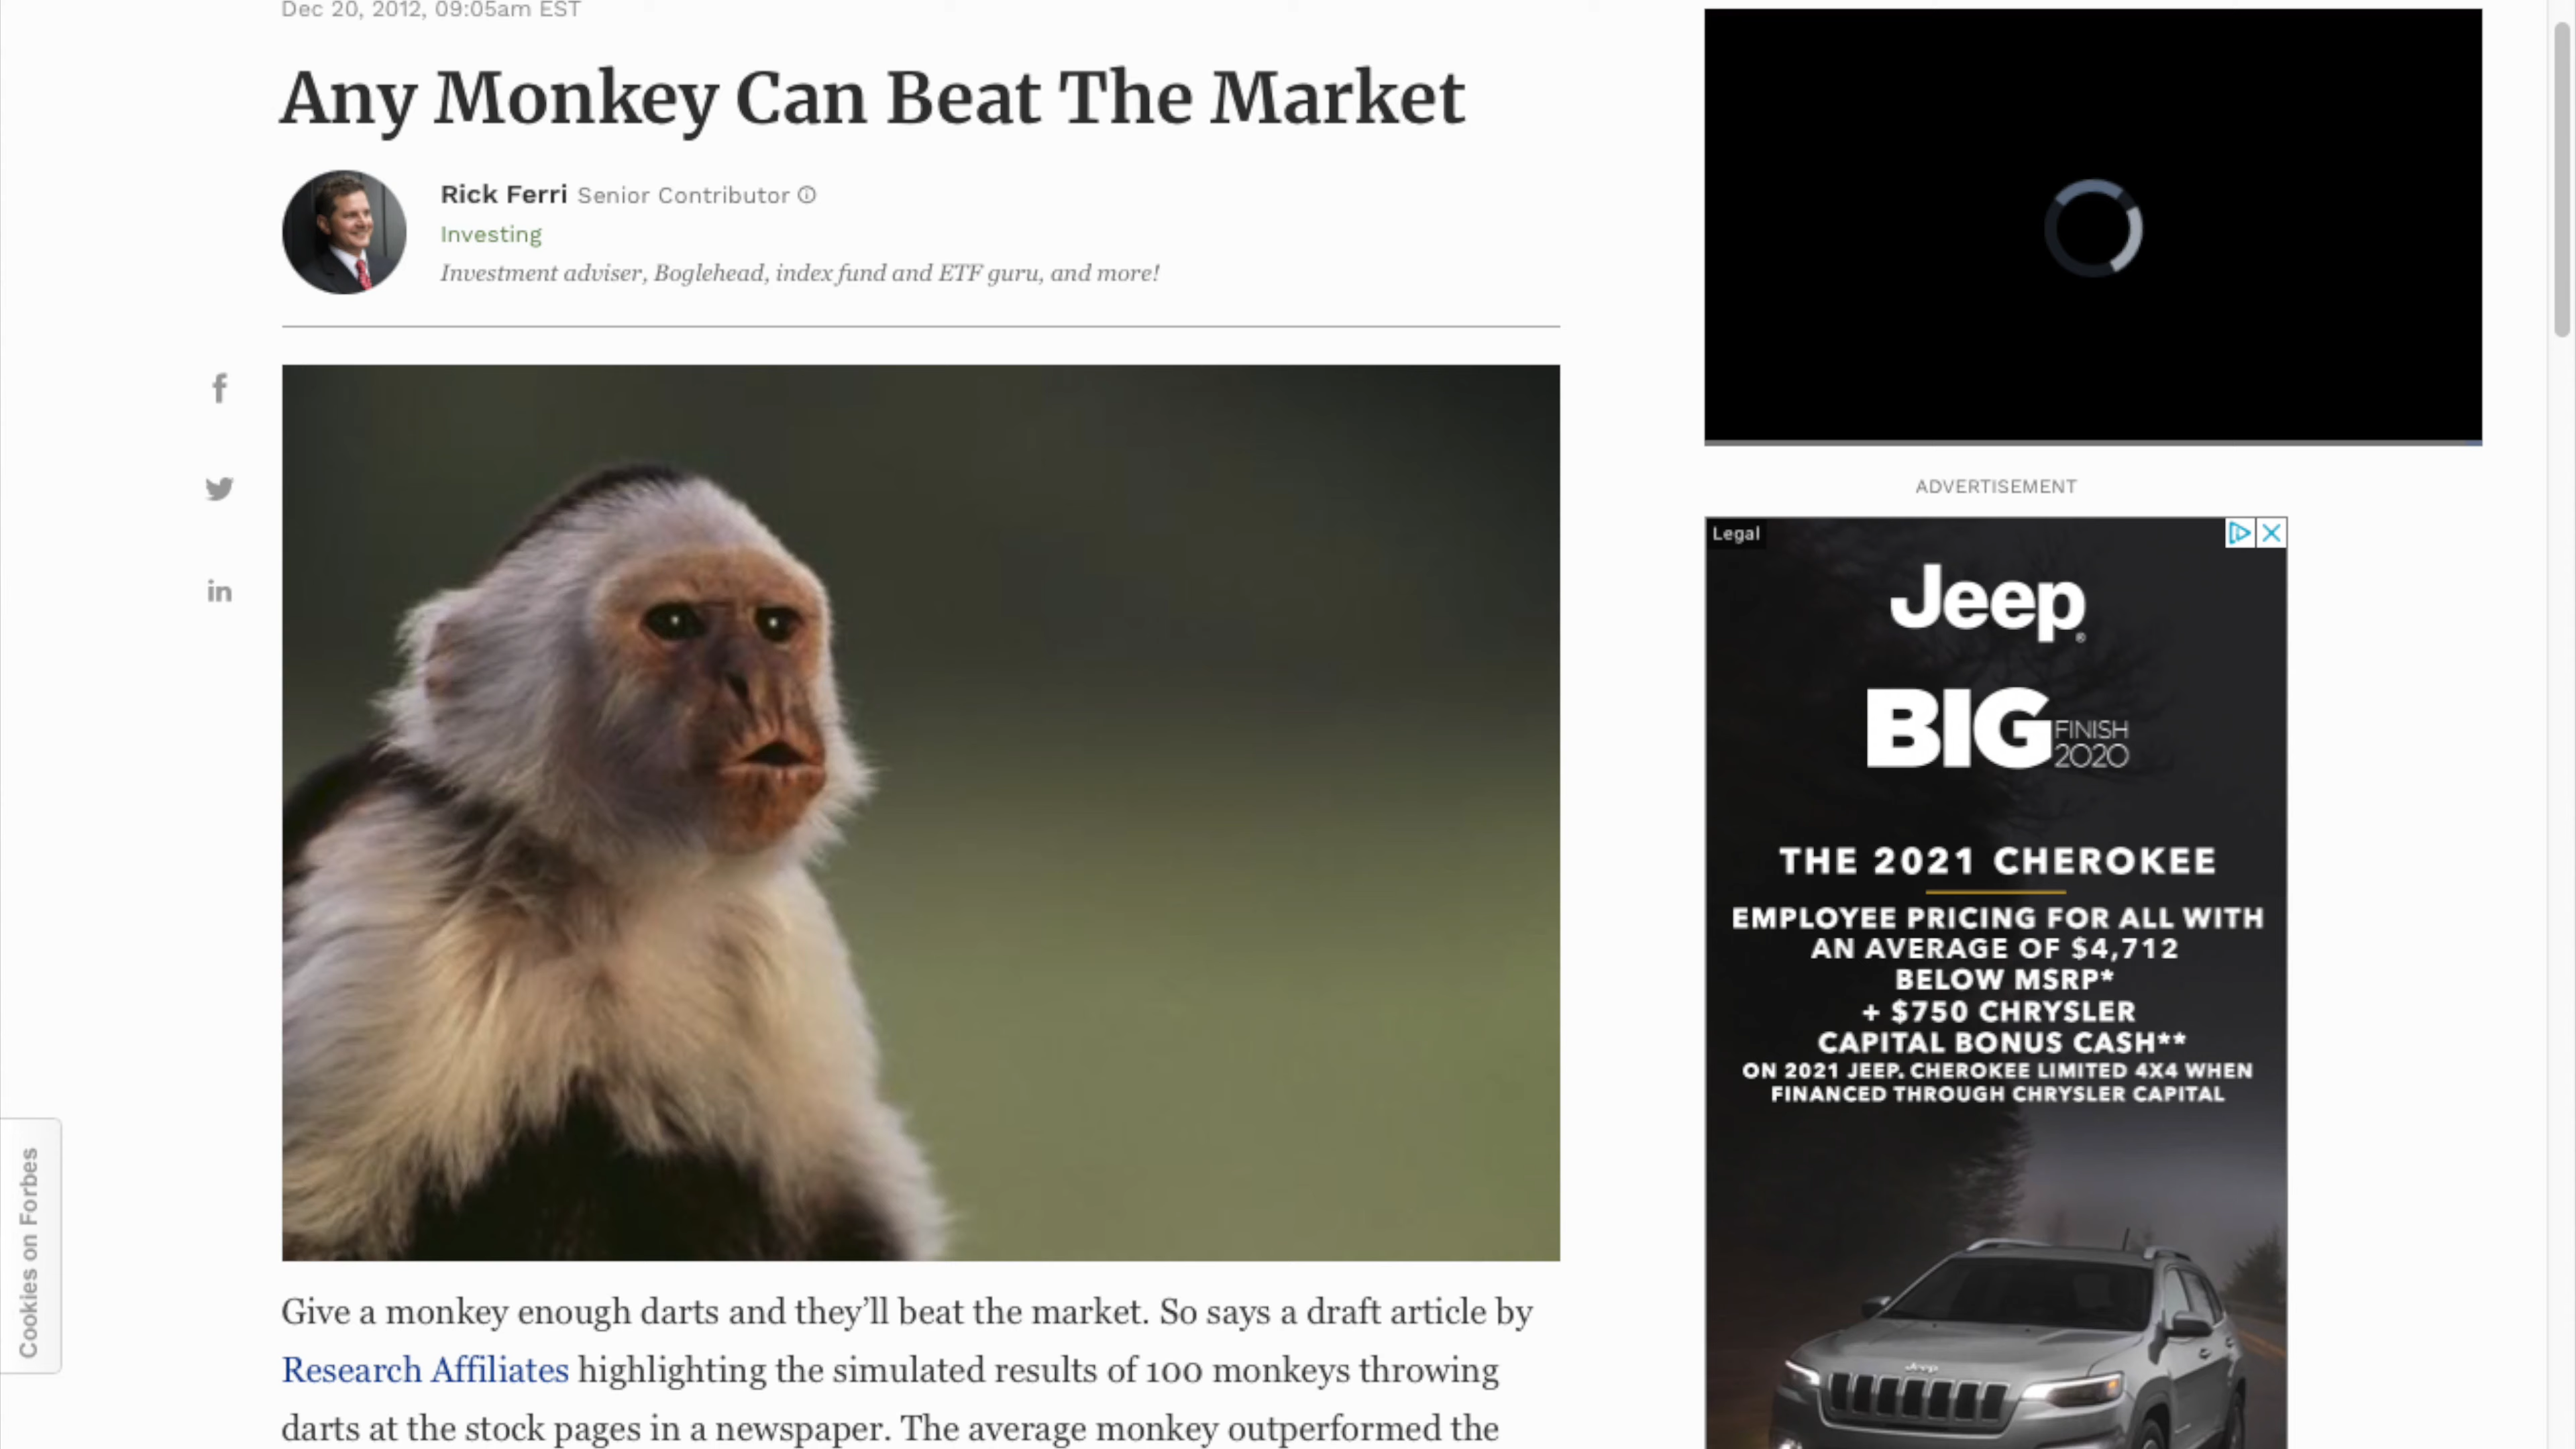 Dec 20, 2012, 09:05am EST
Any Monkey Can Beat The Market
Rick Ferri Senior Contributor
Investing
Investment adviser, Boglehead, index fund and ETF guru, and more!
Give a monkey enough darts and they’ll beat the market. So says a draft article by
Research Affiliates highlighting the simulated results of 100 monkeys throwing
darts at the stock pages in a newspaper. The average monkey outperformed the
Cookies on Forbes
ADVERTISEMENT
Legal
Jeep®
BIG FINISH
2020
THE 2021 CHEROKEE
EMPLOYEE PRICING FOR ALL WITH
AN AVERAGE OF $4,712
BELOW MSRP*
+ $750 CHRYSLER
CAPITAL BONUS CASH**
ON 2021 JEEP. CHEROKEE LIMITED 4X4 WHEN
FINANCED THROUGH CHRYSLER CAPITAL
Jeep